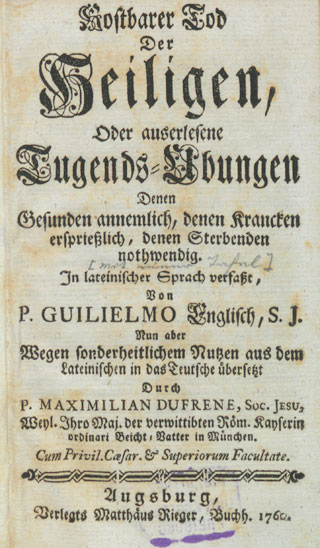 Kostbarer Tod
Der
Heiligen,
Oder auserlesene
Tugends-Ubungen
Denen
Gesunden annemlich, denen Krancken
ersprießlich, denen Sterbenden
nothwendig.
In lateinischer Sprach verfaßt,
Von
P. GUILIELMO Englisch, S. J.
Nun aber
Wegen sonderheitlichem Nutzen aus dem
Lateinischen in das Teutsche übersetzt
Durch
P. MAXIMILIAN DUFRENE, Soc. Jesu,
Weyl. Ihro Maj. der verwittibten Röm. Kayserin
ordinari Beicht-Vatter in München.
Cum Privil. Cæsar. & Superiorum Facultate.
Augsburg,
Verlegts Matthäus Rieger, Buchh. 1760.